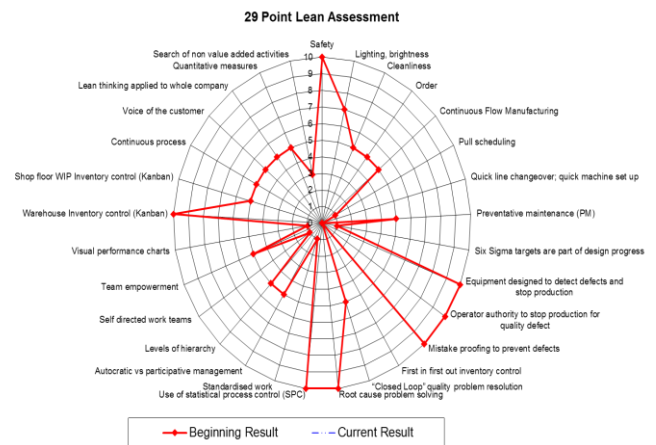 29 Point Lean Assessment
Safety
Search of non value added activities
Lighting, brightness
Quantitative measures
Cleanliness
Lean thinking applied to whole company
Order
Voice of the customer
Continuous Flow Manufacturing
Continuous process
Pull scheduling
Shop floor WIP Inventory control (Kanban)
Quick line changeover; quick machine set up
Warehouse Inventory control (Kanban)
Preventative maintenance (PM)
Visual performance charts
Six Sigma targets are part of design progress
Team empowerment
Equipment designed to detect defects and
stop production
Self directed work teams
Operator authority to stop production for
quality defect
Levels of hierarchy
Mistake proofing to prevent defects
Autocratic vs participative management
First in first out inventory control
Standardised work
"Closed Loop" quality problem resolution
Use of statistical process control (SPC)
Root cause problem solving
10
9
8
7
6
5
4
3
2
1
0
Beginning Result
Current Result